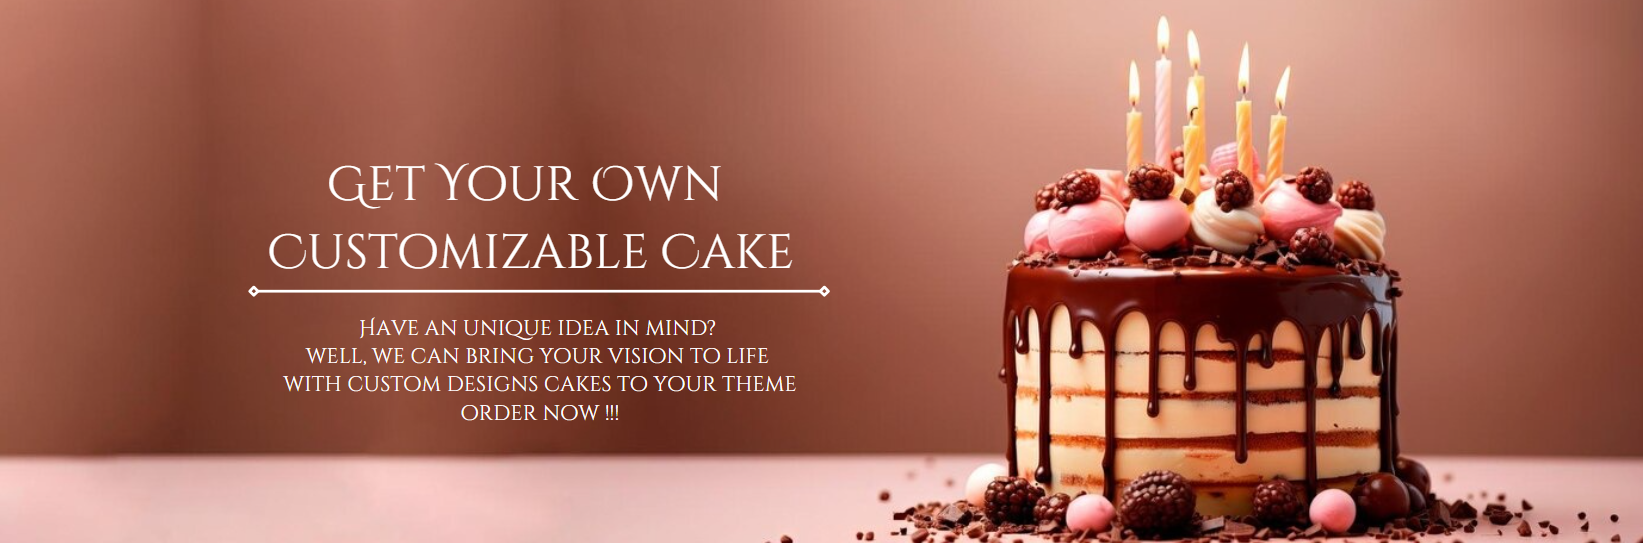 Get Your Own
Customizable Cake
Have an unique idea in mind?
well, we can bring your vision to life
with custom designs cakes to your theme
order now !!!